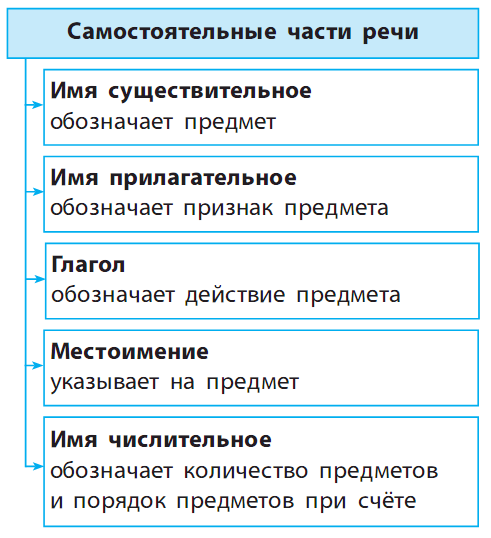 Самостоятельные части речи
Имя существительное
обозначает предмет
Имя прилагательное
обозначает признак предмета
Глагол
обозначает действие предмета
Местоимение
указывает на предмет
Имя числительное
обозначает количество предметов
и порядок предметов при счёте